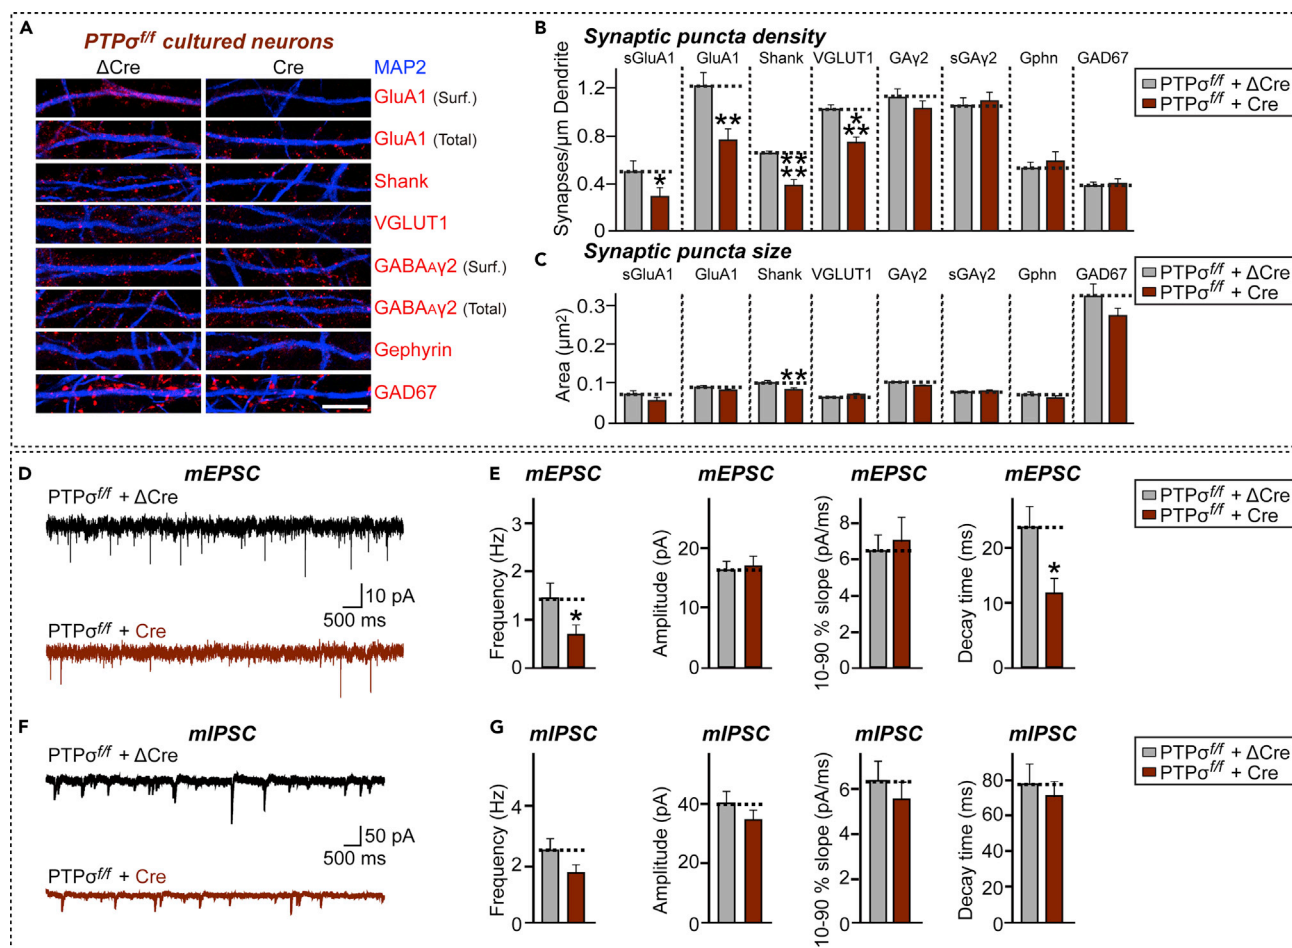 A
PTPσf/f cultured neurons
ΔCre Cre MAP2
GluA1 (Surf.)
GluA1 (Total)
Shank
VGLUT1
GABAAγ2 (Surf.)
GABAAγ2 (Total)
Gephyrin
GAD67
B Synaptic puncta density
sGluA1 GluA1 Shank VGLUT1 GAγ2 sGAγ2 Gphn GAD67
Synapses/μm Dendrite
1.2
0.8
0.4
0
* ** ** ** * **
PTPσf/f + ΔCre
PTPσf/f + Cre
C Synaptic puncta size
sGluA1 GluA1 Shank VGLUT1 GAγ2 sGAγ2 Gphn GAD67
Area (μm2)
0.3
0.2
0.1
0
**
PTPσf/f + ΔCre
PTPσf/f + Cre
D mEPSC
PTPσf/f + ΔCre
10 pA
500 ms
PTPσf/f + Cre
E mEPSC mEPSC mEPSC mEPSC
Frequency (Hz)
3
2
1
0
*
Amplitude (pA)
20
10
0
10-90 % slope (pA/ms)
8
6
4
2
0
Decay time (ms)
20
10
0
*
PTPσf/f + ΔCre
PTPσf/f + Cre
F mIPSC
PTPσf/f + ΔCre
50 pA
500 ms
PTPσf/f + Cre
G mIPSC mIPSC mIPSC mIPSC
Frequency (Hz)
4
2
0
Amplitude (pA)
40
20
0
10-90 % slope (pA/ms)
6
4
2
0
Decay time (ms)
80
60
40
20
0
PTPσf/f + ΔCre
PTPσf/f + Cre